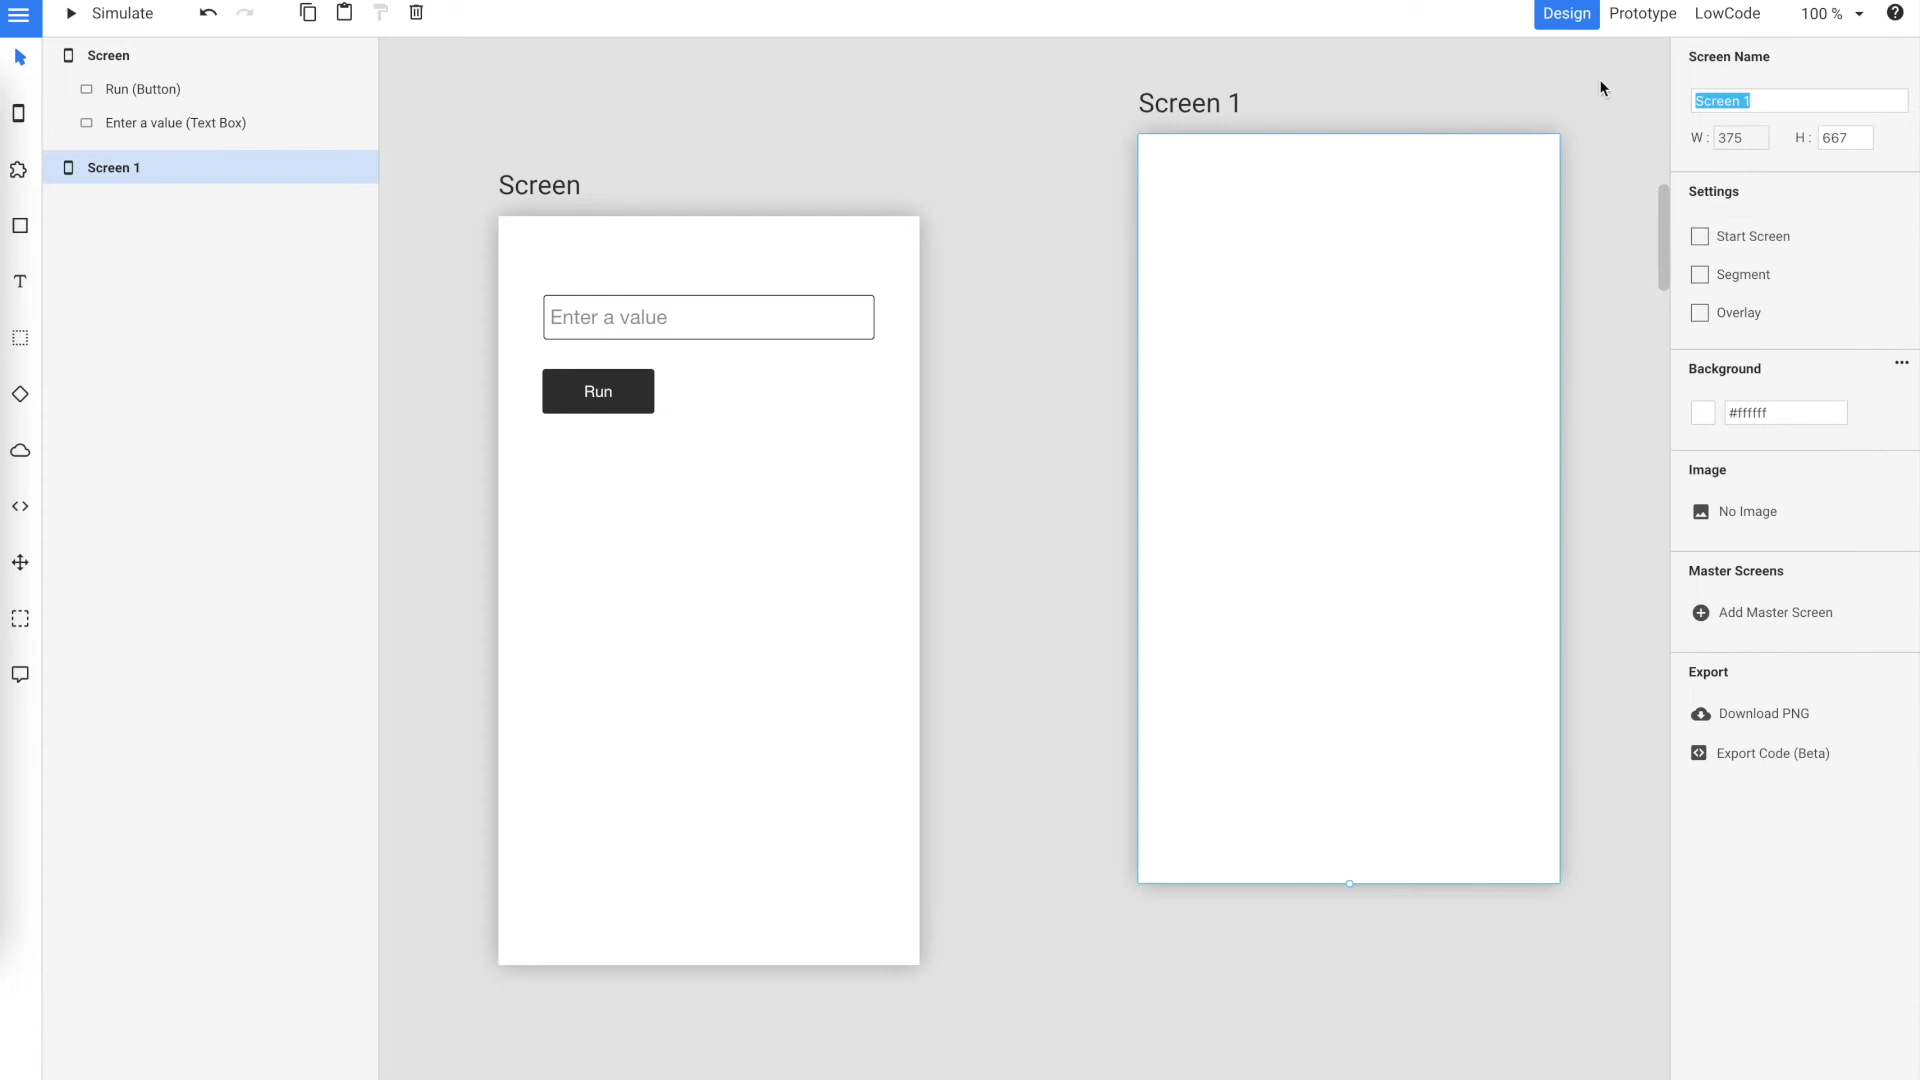 Simulate
Design
Prototype
LowCode
100 %
Screen
Run (Button)
Enter a value (Text Box)
Screen 1
Screen
Enter a value
Run
Screen 1
Screen Name
Screen 1
W : 375 H : 667
Settings
Start Screen
Segment
Overlay
Background
#ffffff
Image
No Image
Master Screens
Add Master Screen
Export
Download PNG
Export Code (Beta)